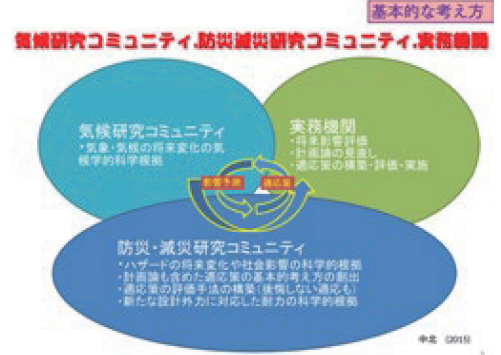 基本的な考え方
気候研究コミュニティ,防災減災研究コミュニティ,実務機関
気候研究コミュニティ
・気象・気候の将来変化の気
候学的科学根拠
実務機関
・将来影響評価
・計画論の見直し
・適応策の構築・評価・実施
影響予測
適応策
防災・減災研究コミュニティ
・ハザードの将来変化や社会影響の科学的根拠
・計画論も含めた適応策の基本的考え方の創出
・適応策の評価手法の構築(後悔しない適応も)
・新たな設計外力に対応した耐力の科学的根拠
中北 (2015)